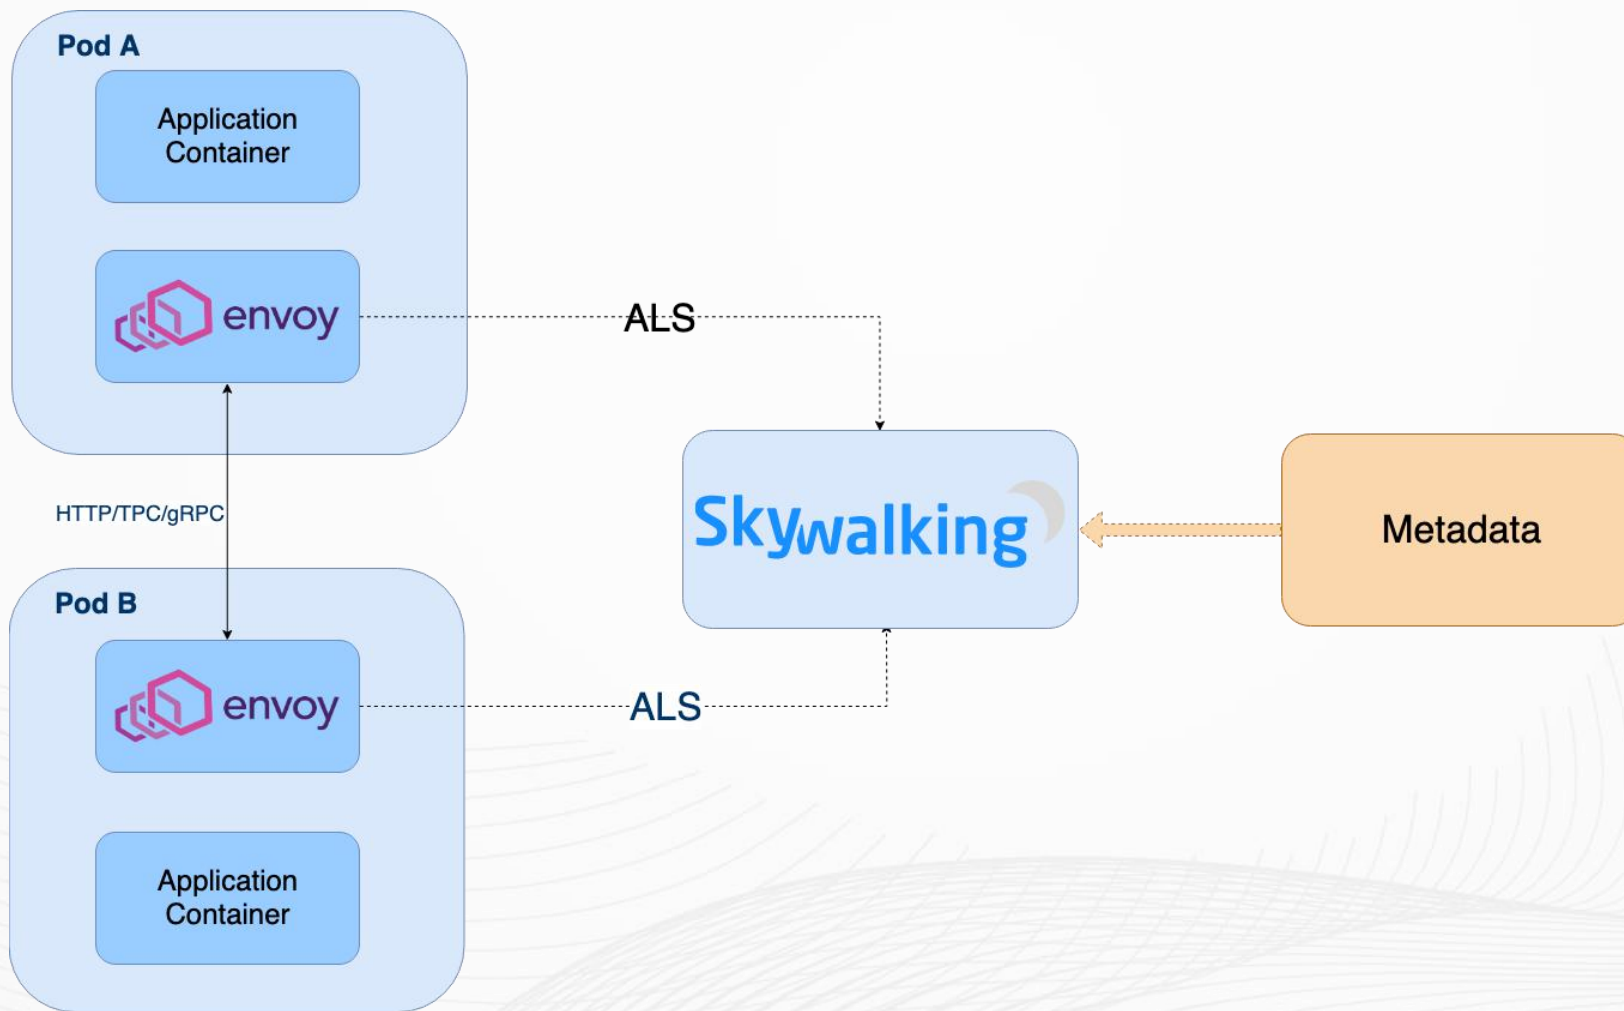 Pod A
Application
Container
envoy
ALS
HTTP/TPC/gRPC
Skywalking
Metadata
Pod B
envoy
ALS
Application
Container